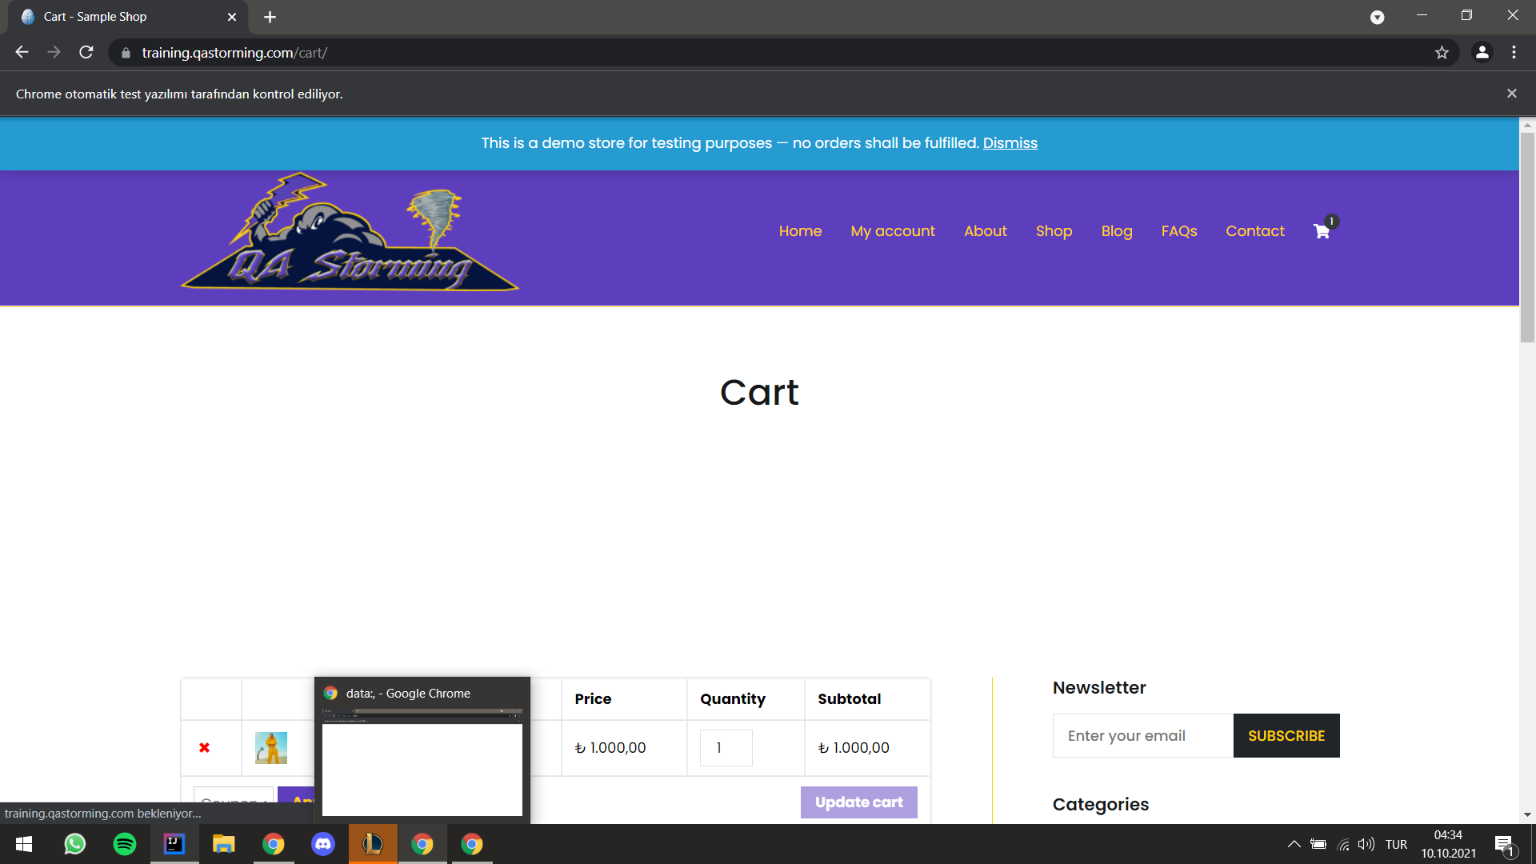 Cart - Sample Shop
training.qastorming.com/cart/
Chrome otomatik test yazılımı tarafından kontrol ediliyor.
This is a demo store for testing purposes — no orders shall be fulfilled. Dismiss
QA Storming
Home
My account
About
Shop
Blog
FAQs
Contact
1
Cart
Price
Quantity
Subtotal
₺ 1.000,00
1
₺ 1.000,00
Update cart
Newsletter
Enter your email
SUBSCRIBE
Categories
data:, - Google Chrome
training.qastorming.com bekleniyor...
IJ
TUR
04:34
10.10.2021
1